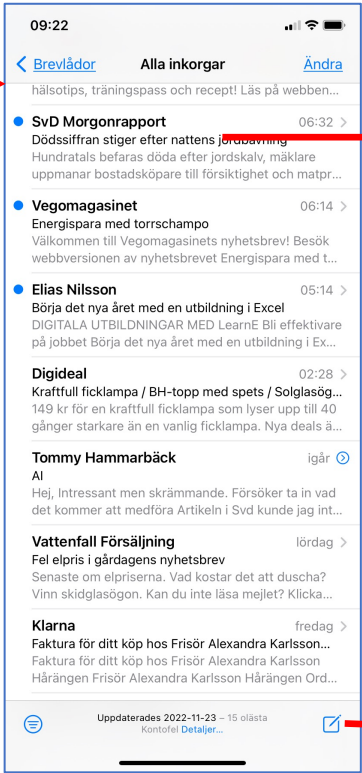 09:22
Brevlådor Alla inkorgar Ändra
hälsotips, träningspass och recept! Läs på webben...
SvD Morgonrapport 06:32
Dödssiffran stiger efter nattens jordbävning
Hundratals befaras döda efter jordskalv, mäklare
uppmanar bostadsköpare till försiktighet och matpr...
Vegomagasinet 06:14
Energispara med torrschampo
Välkommen till Vegomagasinets nyhetsbrev! Besök
webbversionen av nyhetsbrevet Energispara med t...
Elias Nilsson 05:14
Börja det nya året med en utbildning i Excel
DIGITALA UTBILDNINGAR MED LearnE Bli effektivare
på jobbet Börja det nya året med en utbildning i Ex...
Digideal 02:28
Kraftfull ficklampa / BH-topp med spets / Solglasög...
149 kr för en kraftfull ficklampa som lyser upp till 40
gånger starkare än en vanlig ficklampa. Nya deals ä...
Tommy Hammarbäck igår
AI
Hej, Intressant men skrämmande. Försöker ta in vad
det kommer att medföra Artikeln i Svd kunde jag int...
Vattenfall Försäljning lördag
Fel elpris i gårdagens nyhetsbrev
Senaste om elpriserna. Vad kostar det att duscha?
Vinn skidglasögon. Kan du inte läsa mejlet? Klicka...
Klarna fredag
Faktura för ditt köp hos Frisör Alexandra Karlsson...
Faktura för ditt köp hos Frisör Alexandra Karlsson
Hårängen Frisör Alexandra Karlsson Hårängen Ord...
Uppdaterades 2022-11-23 – 15 olästa
Kontofel Detaljer...